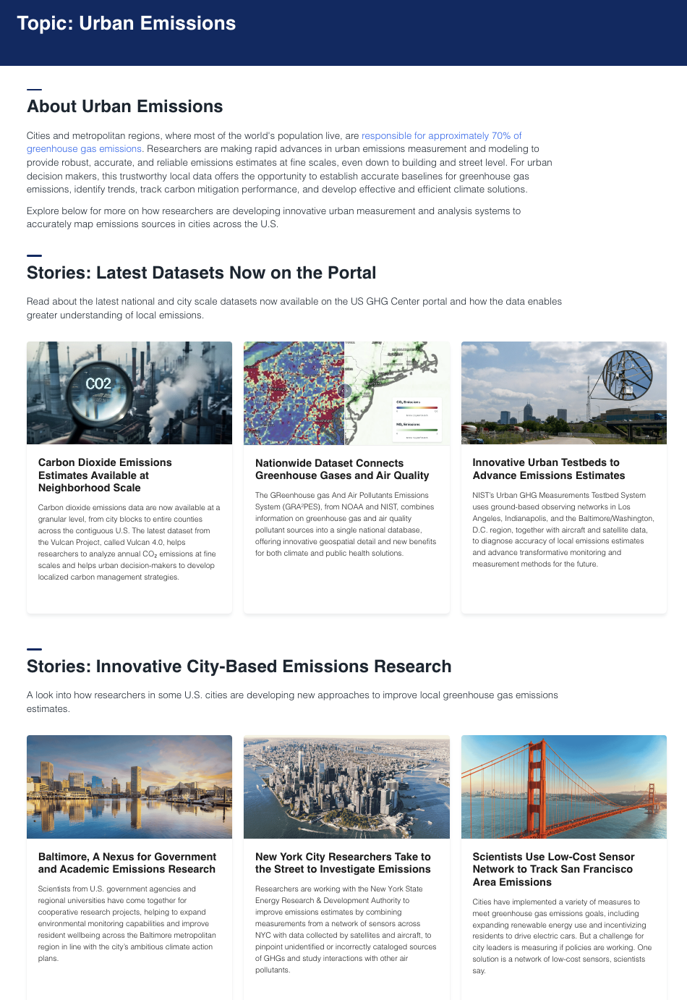 Topic: Urban Emissions
About Urban Emissions
Cities and metropolitan regions, where most of the world's population live, are responsible for approximately 70% of
greenhouse gas emissions. Researchers are making rapid advances in urban emissions measurement and modeling to
provide robust, accurate, and reliable emissions estimates at fine scales, even down to building and street level. For urban
decision makers, this trustworthy local data offers the opportunity to establish accurate baselines for greenhouse gas
emissions, identify trends, track carbon mitigation performance, and develop effective and efficient climate solutions.
Explore below for more on how researchers are developing innovative urban measurement and analysis systems to
accurately map emissions sources in cities across the U.S.
Stories: Latest Datasets Now on the Portal
Read about the latest national and city scale datasets now available on the US GHG Center portal and how the data enables
greater understanding of local emissions.
CO2
Carbon Dioxide Emissions
Estimates Available at
Neighborhood Scale
Carbon dioxide emissions data are now available at a
granular level, from city blocks to entire counties
across the contiguous U.S. The latest dataset from
the Vulcan Project, called Vulcan 4.0, helps
researchers to analyze annual CO₂ emissions at fine
scales and helps urban decision-makers to develop
localized carbon management strategies.
CO₂ Emissions
NOₓ Emissions
Nationwide Dataset Connects
Greenhouse Gases and Air Quality
The GReenhouse gas And Air Pollutants Emissions
System (GRA²PES), from NOAA and NIST, combines
information on greenhouse gas and air quality
pollutant sources into a single national database,
offering innovative geospatial detail and new benefits
for both climate and public health solutions.
Innovative Urban Testbeds to
Advance Emissions Estimates
NIST's Urban GHG Measurements Testbed System
uses ground-based observing networks in Los
Angeles, Indianapolis, and the Baltimore/Washington,
D.C. region, together with aircraft and satellite data,
to diagnose accuracy of local emissions estimates
and advance transformative monitoring and
measurement methods for the future.
Stories: Innovative City-Based Emissions Research
A look into how researchers in some U.S. cities are developing new approaches to improve local greenhouse gas emissions
estimates.
Baltimore, A Nexus for Government
and Academic Emissions Research
Scientists from U.S. government agencies and
regional universities have come together for
cooperative research projects, helping to expand
environmental monitoring capabilities and improve
resident wellbeing across the Baltimore metropolitan
region in line with the city's ambitious climate action
plans.
New York City Researchers Take to
the Street to Investigate Emissions
Researchers are working with the New York State
Energy Research & Development Authority to
improve emissions estimates by combining
measurements from a network of sensors across
NYC with data collected by satellites and aircraft, to
pinpoint unidentified or incorrectly cataloged sources
of GHGs and study interactions with other air
pollutants.
Scientists Use Low-Cost Sensor
Network to Track San Francisco
Area Emissions
Cities have implemented a variety of measures to
meet greenhouse gas emissions goals, including
expanding renewable energy use and incentivizing
residents to drive electric cars. But a challenge for
city leaders is measuring if policies are working. One
solution is a network of low-cost sensors, scientists
say.